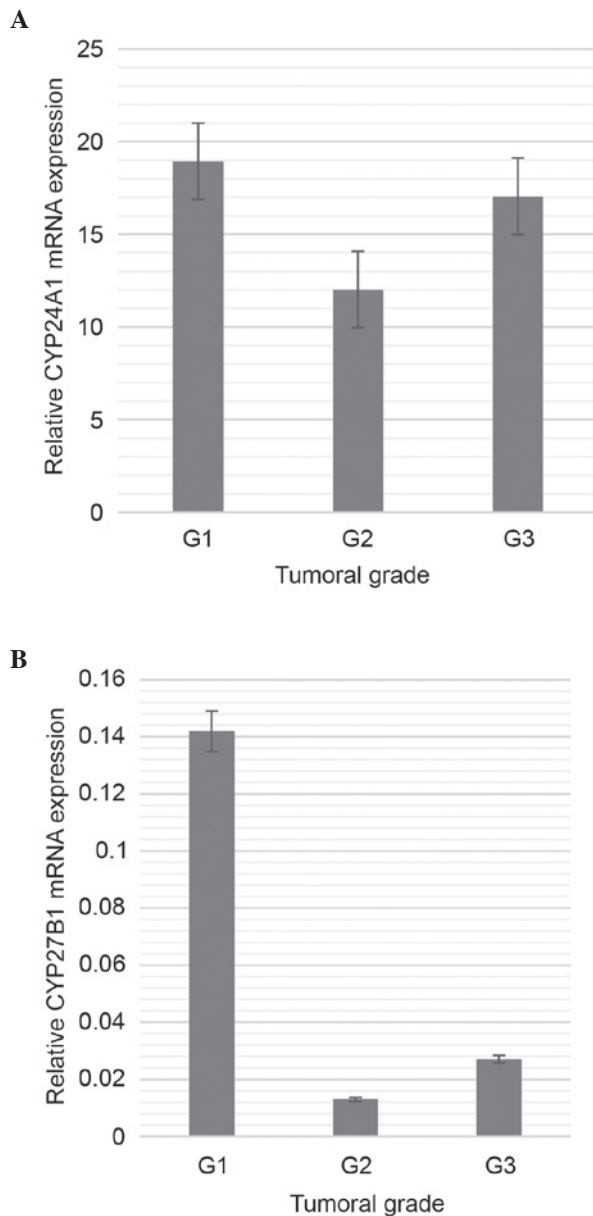 A
Relative CYP24A1 mRNA expression
25
20
15
10
5
0
G1 G2 G3
Tumoral grade
B
Relative CYP27B1 mRNA expression
0.16
0.14
0.12
0.1
0.08
0.06
0.04
0.02
0
G1 G2 G3
Tumoral grade